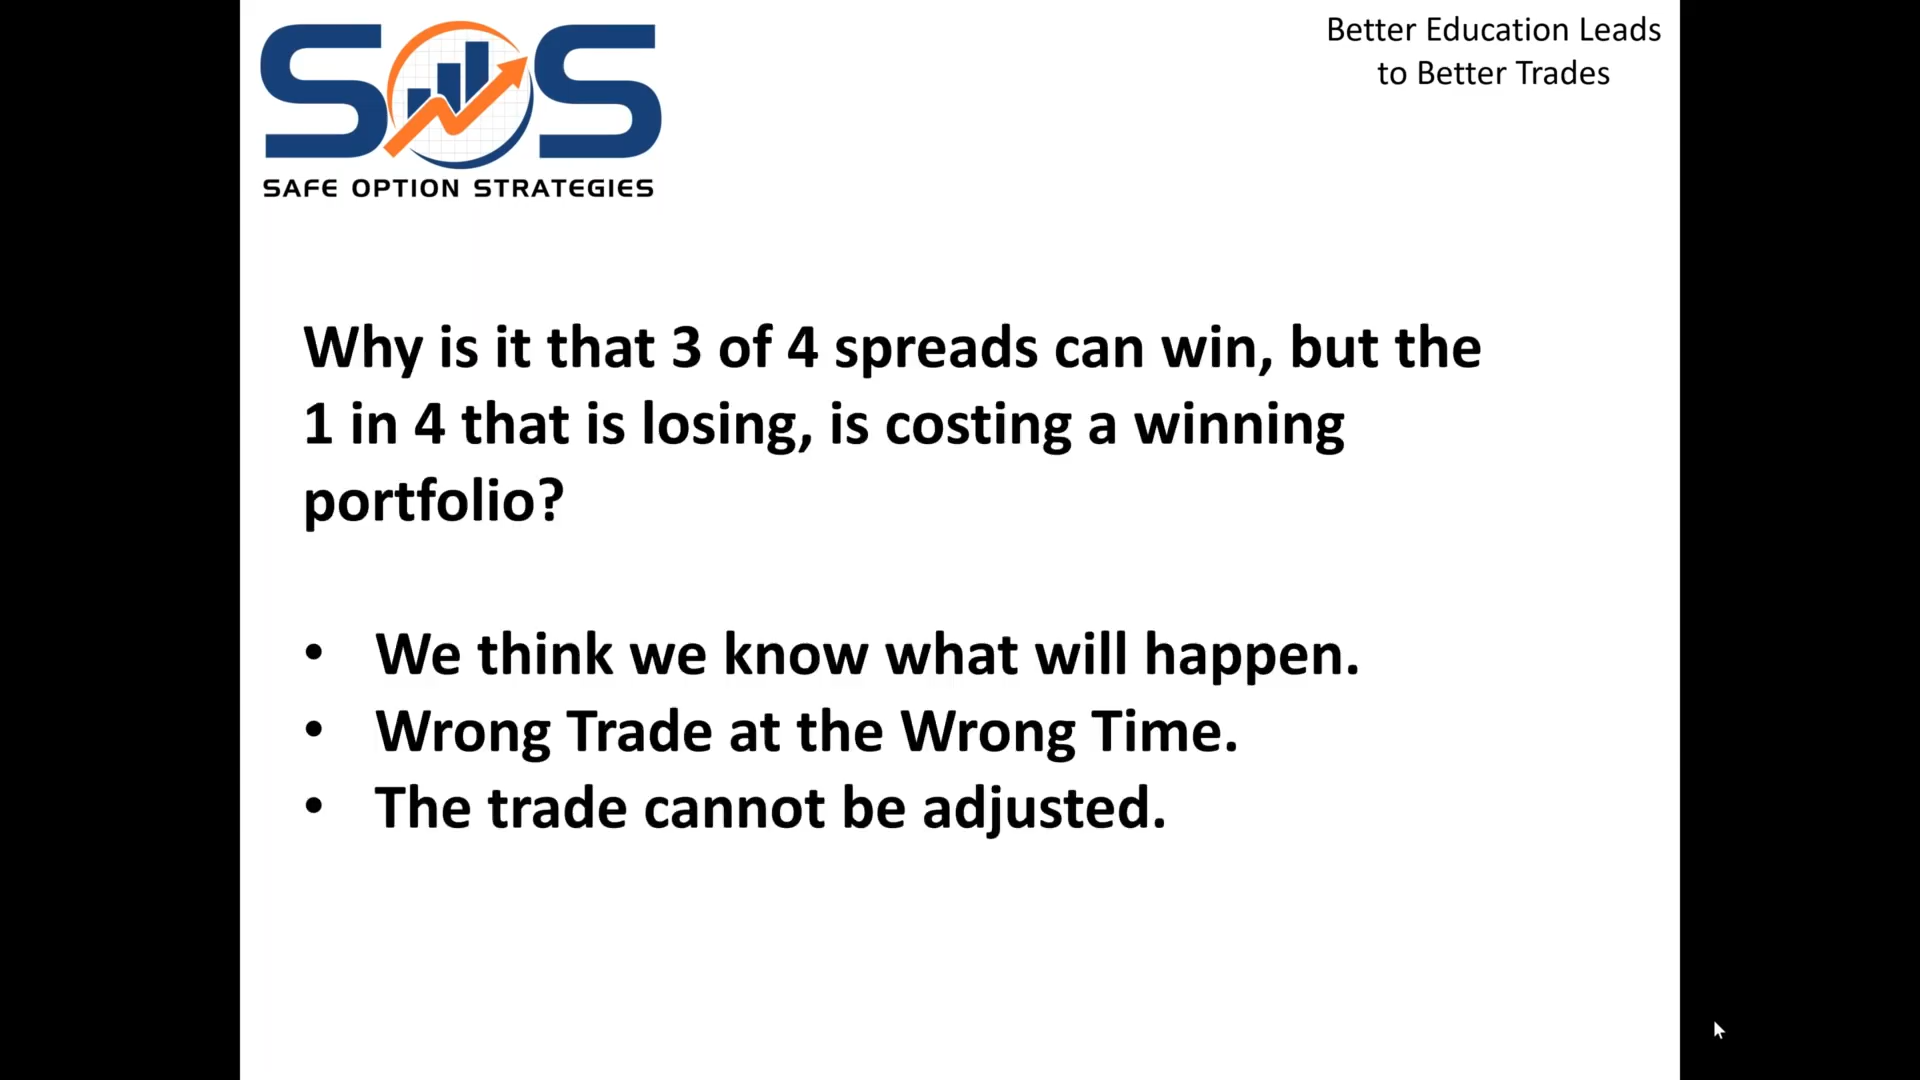 SOS
SAFE OPTION STRATEGIES
Better Education Leads
to Better Trades
Why is it that 3 of 4 spreads can win, but the
1 in 4 that is losing, is costing a winning
portfolio?
• We think we know what will happen.
• Wrong Trade at the Wrong Time.
• The trade cannot be adjusted.